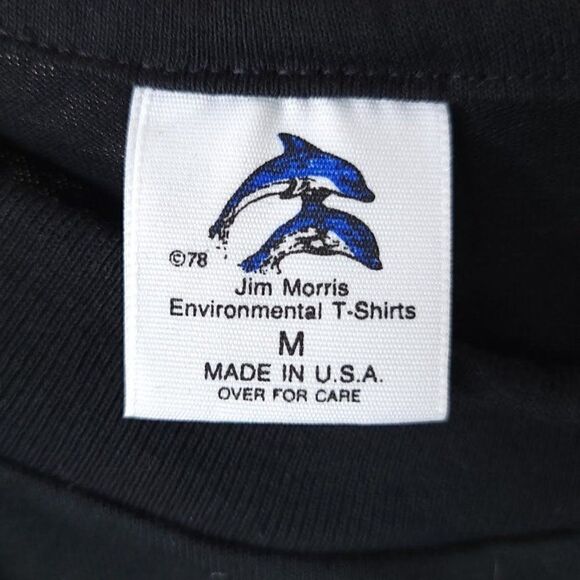 ©78
Jim Morris
Environmental T-Shirts
M
MADE IN U.S.A.
OVER FOR CARE